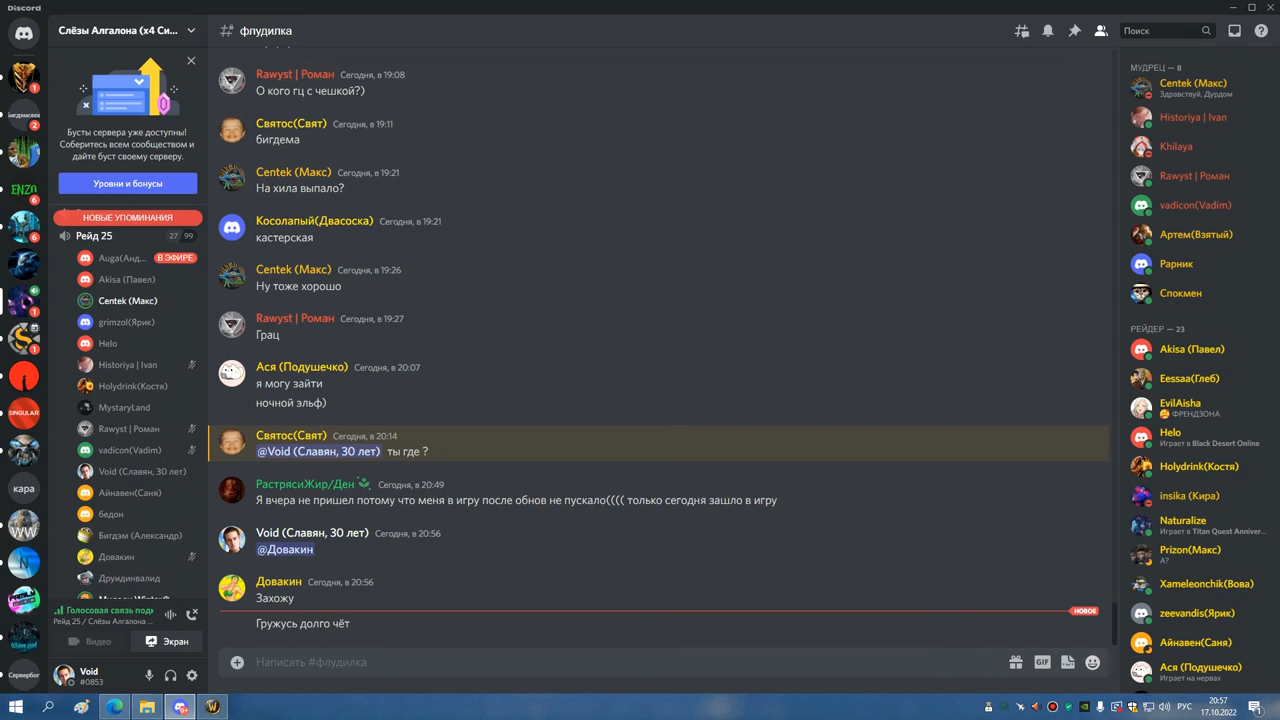 Discord
Слёзы Алгалона (x4 Си...
флудилка
Поиск
Бусты сервера уже доступны!
Соберитесь всем сообществом и
дайте буст своему серверу.
Уровни и бонусы
НОВЫЕ УПОМИНАНИЯ
Рейд 25
27 99
Auga(Анд...
В ЭФИРЕ
Akisa (Павел)
Centek (Макс)
grimzol(Ярик)
Helo
Historiya | Ivan
Holydrink(Костя)
MystaryLand
Rawyst | Роман
vadicon(Vadim)
Void (Славян, 30 лет)
Айнавен(Саня)
бедон
Бигдэм (Александр)
Довакин
Друидинвалид
Голосовая связь подк
Рейд 25 / Слёзы Алгалона ...
Видео
Экран
Void
#0853
1
БИГДЭМСКОЕ
2
ENZO
6
6
1
1
SINGULAR
кара
WW
N
Сервербог
Rawyst | Роман Сегодня, в 19:08
О кого гц с чешкой?)
Святос(Свят) Сегодня, в 19:11
бигдема
Centek (Макс) Сегодня, в 19:21
На хила выпало?
Косолапый(Двасоска) Сегодня, в 19:21
кастерская
Centek (Макс) Сегодня, в 19:26
Ну тоже хорошо
Rawyst | Роман Сегодня, в 19:27
Грац
Ася (Подушечко) Сегодня, в 20:07
я могу зайти
ночной эльф)
Святос(Свят) Сегодня, в 20:14
@Void (Славян, 30 лет) ты где ?
РастрясиЖир/Ден Сегодня, в 20:49
Я вчера не пришел потому что меня в игру после обнов не пускало(((( только сегодня зашло в игру
Void (Славян, 30 лет) Сегодня, в 20:56
@Довакин
Довакин Сегодня, в 20:56
Захожу
НОВОЕ
Гружусь долго чёт
Написать #флудилка
GIF
МУДРЕЦ — 8
Centek (Макс)
Здравствуй, Дурдом
Historiya | Ivan
Khilaya
Rawyst | Роман
vadicon(Vadim)
Артем(Взятый)
Рарник
Спокмен
РЕЙДЕР — 23
Akisa (Павел)
Eessaa(Глеб)
EvilAisha
ФРЕНДЗОНА
Helo
Играет в Black Desert Online
Holydrink(Костя)
insika (Кира)
Naturalize
Играет в Titan Quest Anniver...
Prizon(Макс)
А?
Xameleonchik(Вова)
zeevandis(Ярик)
Айнавен(Саня)
Ася (Подушечко)
Играет на нервах
РУС
20:57
17.10.2022
1